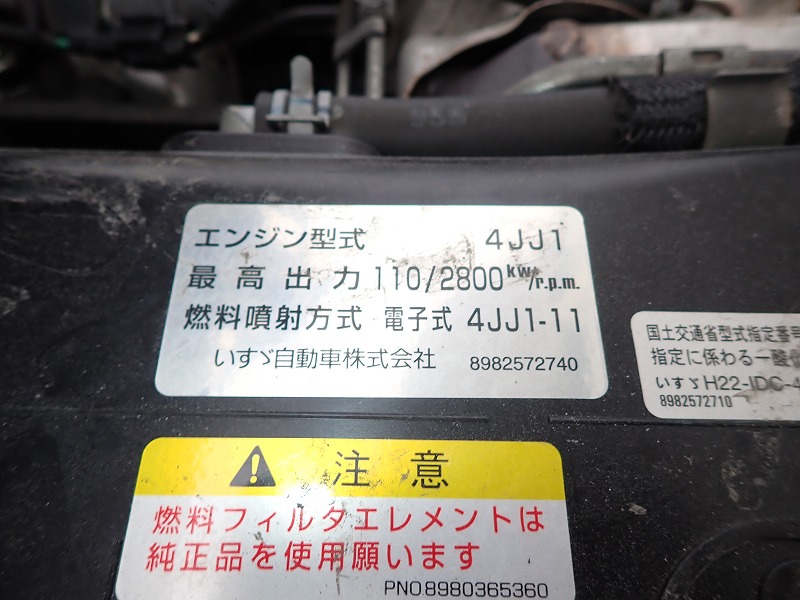 エンジン型式 4JJ1
最高出力 110/2800kW/r.p.m.
燃料噴射方式 電子式 4JJ1-11
いすゞ自動車株式会社 8982572740
国土交通省型式指定番号
指定に係わる一酸
いすゞH22-IDC-4
8982572710
注意
燃料フィルタエレメントは
純正品を使用願います
PNO8980365360